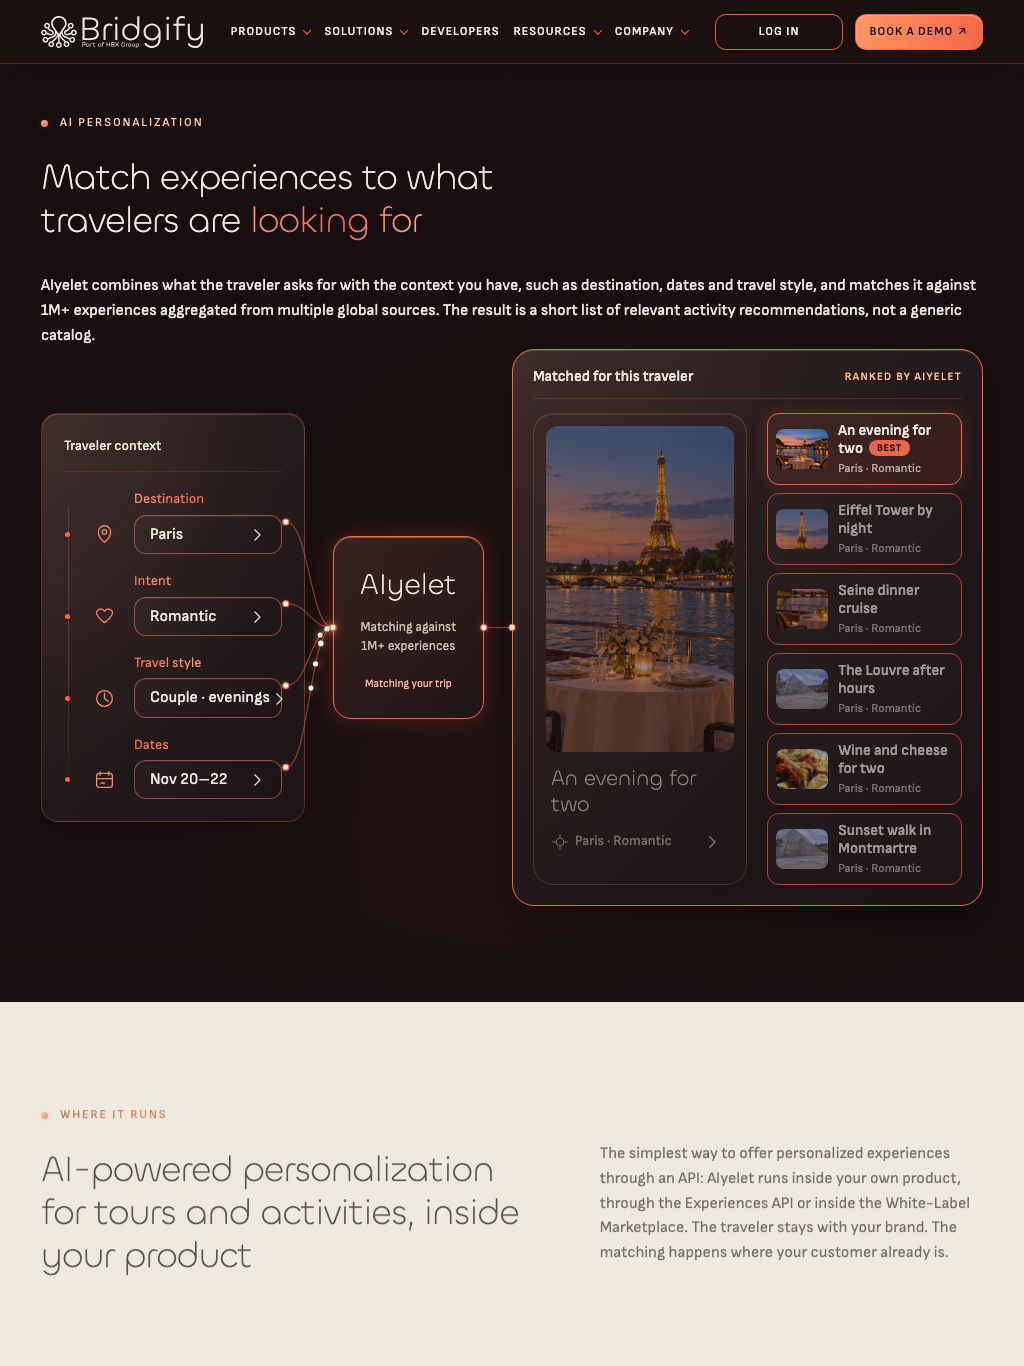 Bridgify
Part of HBX Group
PRODUCTS
SOLUTIONS
DEVELOPERS
RESOURCES
COMPANY
LOG IN
BOOK A DEMO
AI PERSONALIZATION
Match experiences to what
travelers are looking for
AIyelet combines what the traveler asks for with the context you have, such as destination, dates and travel style, and matches it against
1M+ experiences aggregated from multiple global sources. The result is a short list of relevant activity recommendations, not a generic
catalog.
Traveler context
Destination
Paris
Intent
Romantic
Travel style
Couple · evenings
Dates
Nov 20–22
AIyelet
Matching against
1M+ experiences
Matching your trip
Matched for this traveler
RANKED BY AIYELET
An evening for
two
Paris · Romantic
An evening for
two BEST
Paris · Romantic
Eiffel Tower by
night
Paris · Romantic
Seine dinner
cruise
Paris · Romantic
The Louvre after
hours
Paris · Romantic
Wine and cheese
for two
Paris · Romantic
Sunset walk in
Montmartre
Paris · Romantic
WHERE IT RUNS
AI-powered personalization
for tours and activities, inside
your product
The simplest way to offer personalized experiences
through an API: AIyelet runs inside your own product,
through the Experiences API or inside the White-Label
Marketplace. The traveler stays with your brand. The
matching happens where your customer already is.